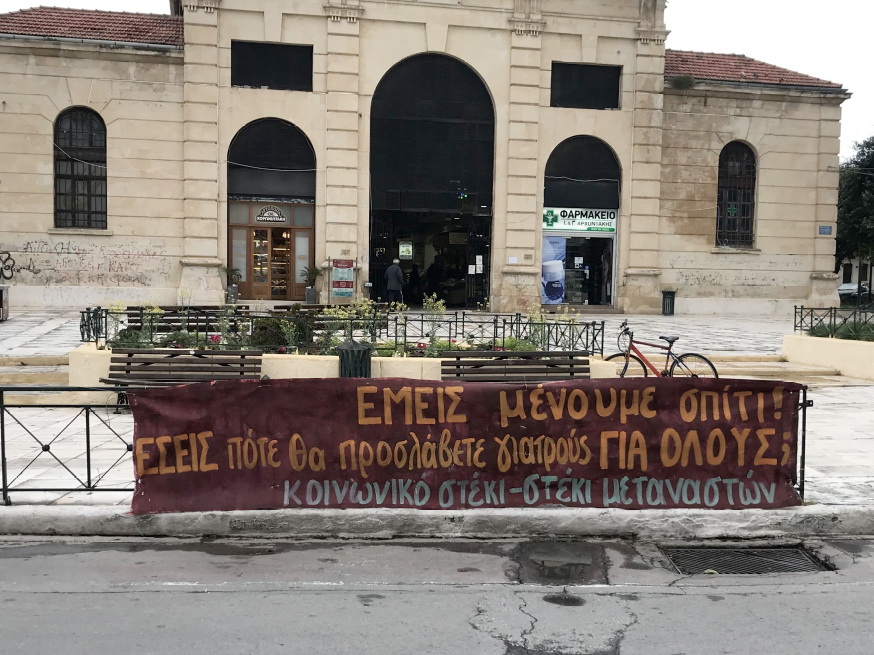 ΦΑΡΜΑΚΕΙΟ
ΕΜΕΙΣ μένουμε σπίτι!
ΕΣΕΙΣ πότε θα προσλάβετε γιατρούς ΓΙΑ ΟΛΟΥΣ;
κοινωνικό στέκι-στέκι μεταναστών